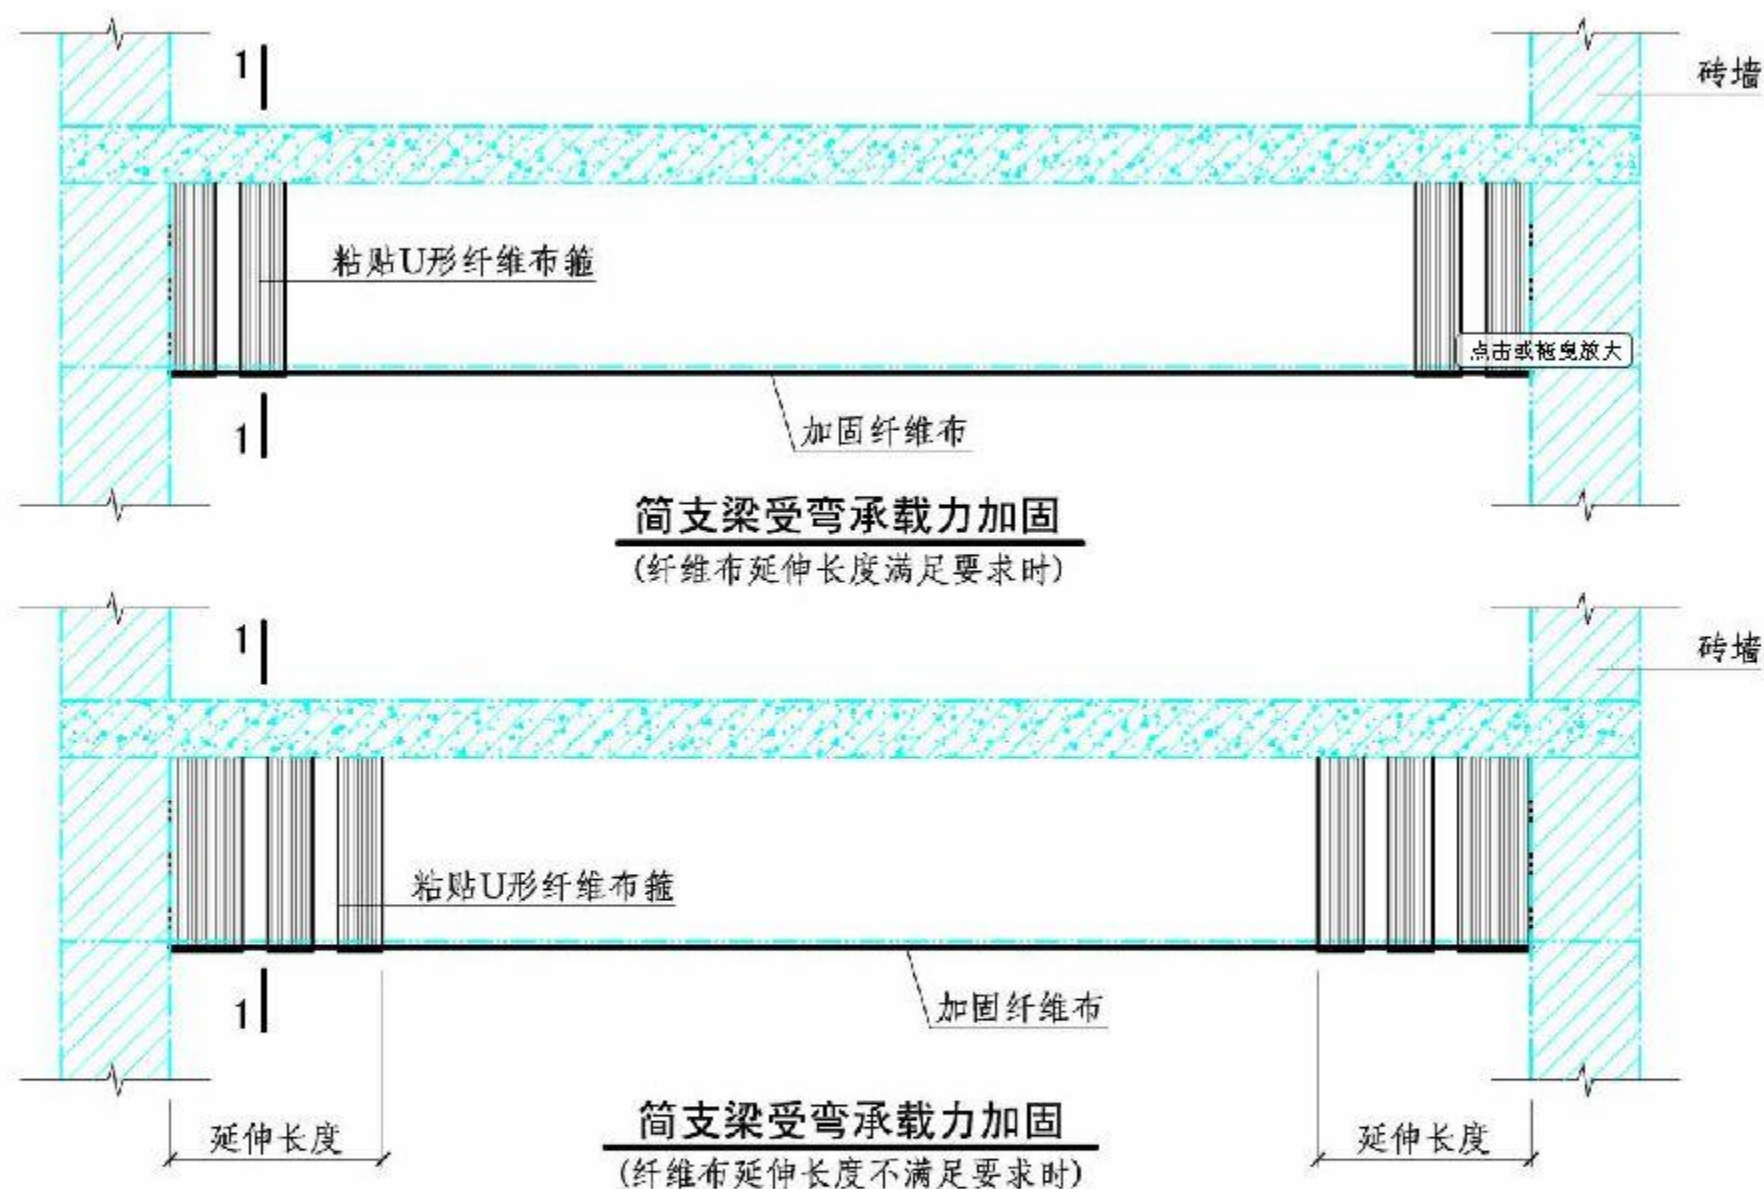 1
砖墙
粘贴U形纤维布箍
点击或拖曳放大
加固纤维布
1
简支梁受弯承载力加固
(纤维布延伸长度满足要求时)
1
砖墙
粘贴U形纤维布箍
加固纤维布
1
延伸长度
简支梁受弯承载力加固
延伸长度
(纤维布延伸长度不满足要求时)